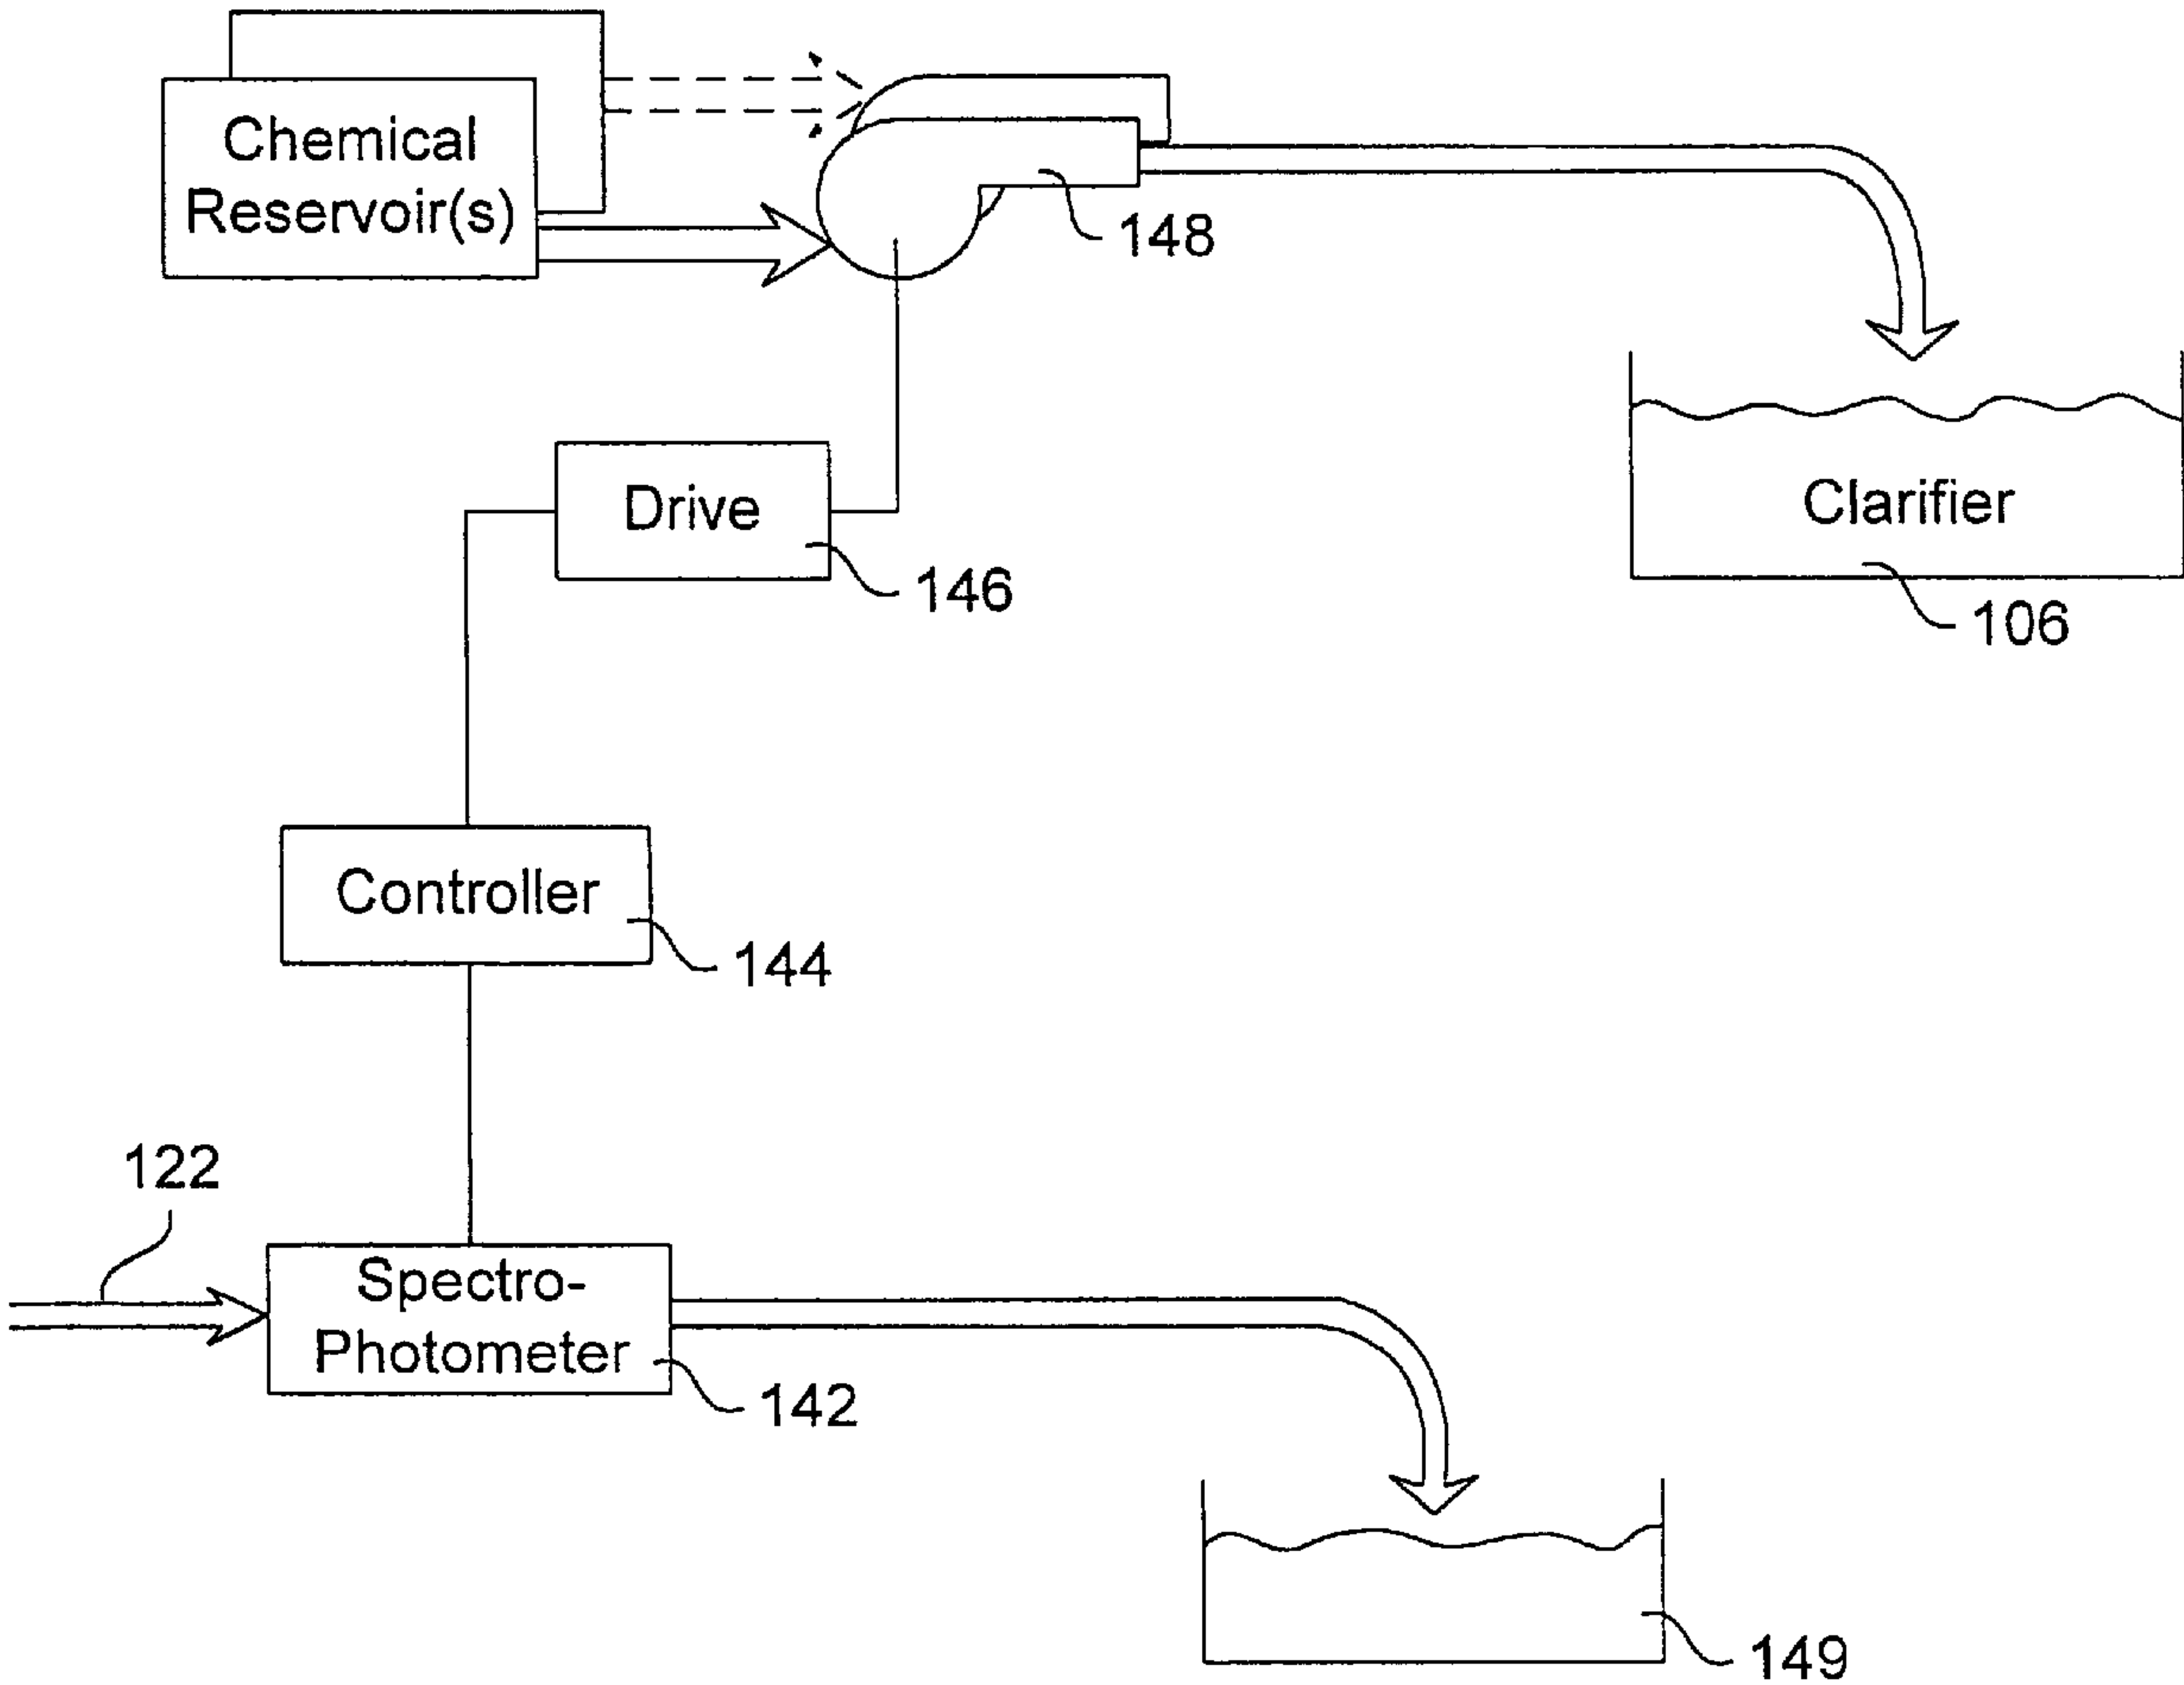 Chemical
Reservoir(s)
148
Drive
146
Clarifier
106
Controller
144
122
Spectro-
Photometer
142
149